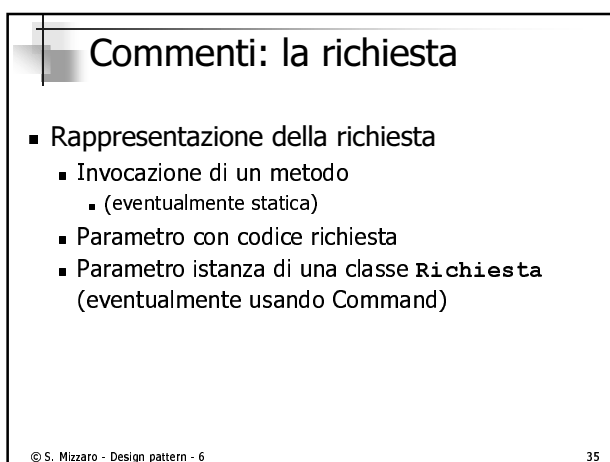 Commenti: la richiesta
Rappresentazione della richiesta
Invocazione di un metodo
(eventualmente statica)
Parametro con codice richiesta
Parametro istanza di una classe Richiesta
(eventualmente usando Command)
© S. Mizzaro - Design pattern - 6
35